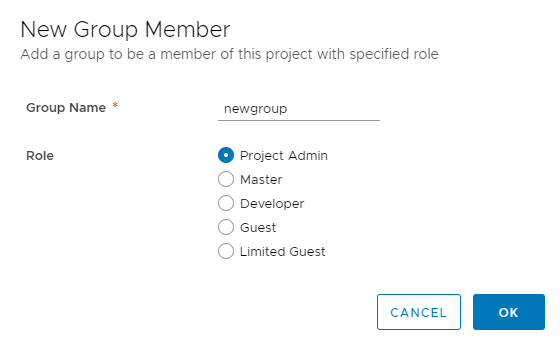 New Group Member
Add a group to be a member of this project with specified role
Group Name *
newgroup
Role
Project Admin
Master
Developer
Guest
Limited Guest
CANCEL
OK